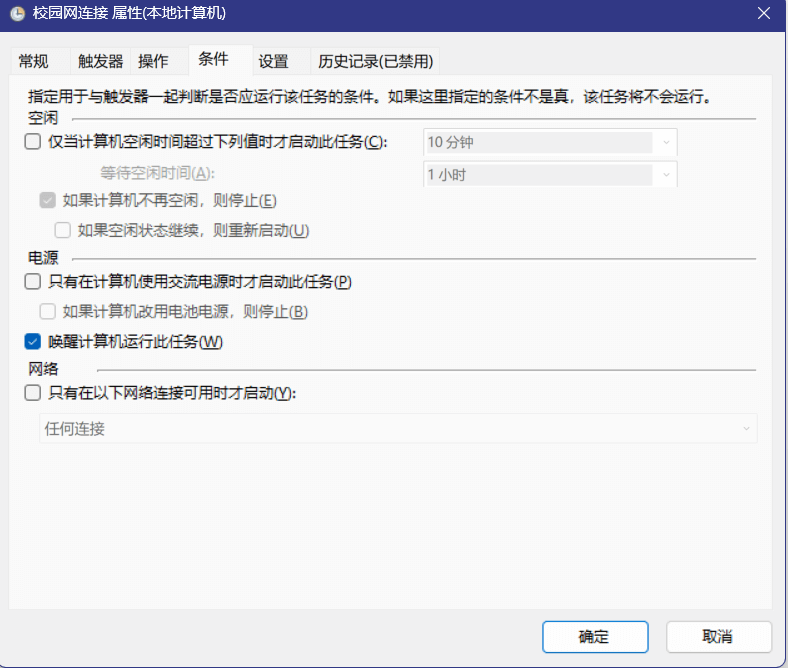 校园网连接 属性(本地计算机)
常规 触发器 操作 条件 设置 历史记录(已禁用)
指定用于与触发器一起判断是否应运行该任务的条件。如果这里指定的条件不是真，该任务将不会运行。
空闲
仅当计算机空闲时间超过下列值时才启动此任务(C): 10 分钟
等待空闲时间(A): 1 小时
如果计算机不再空闲，则停止(E)
如果空闲状态继续，则重新启动(U)
电源
只有在计算机使用交流电源时才启动此任务(P)
如果计算机改用电池电源，则停止(B)
唤醒计算机运行此任务(W)
网络
只有在以下网络连接可用时才启动(Y):
任何连接
确定 取消